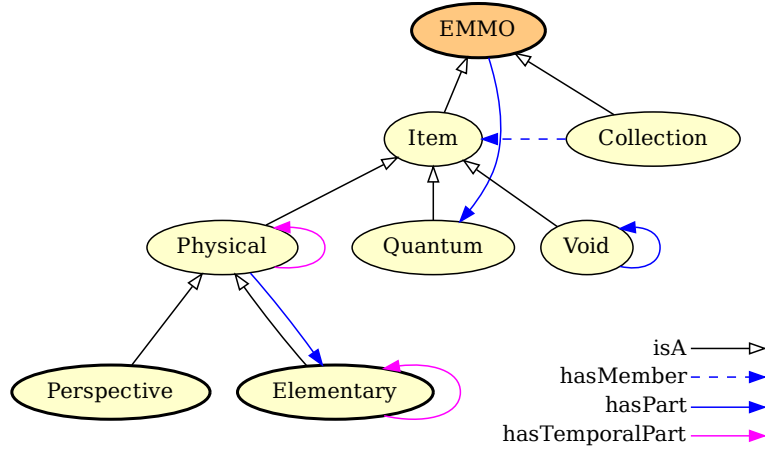 EMMO
Item
Collection
Physical
Quantum
Void
Perspective
Elementary
isA
hasMember
hasPart
hasTemporalPart